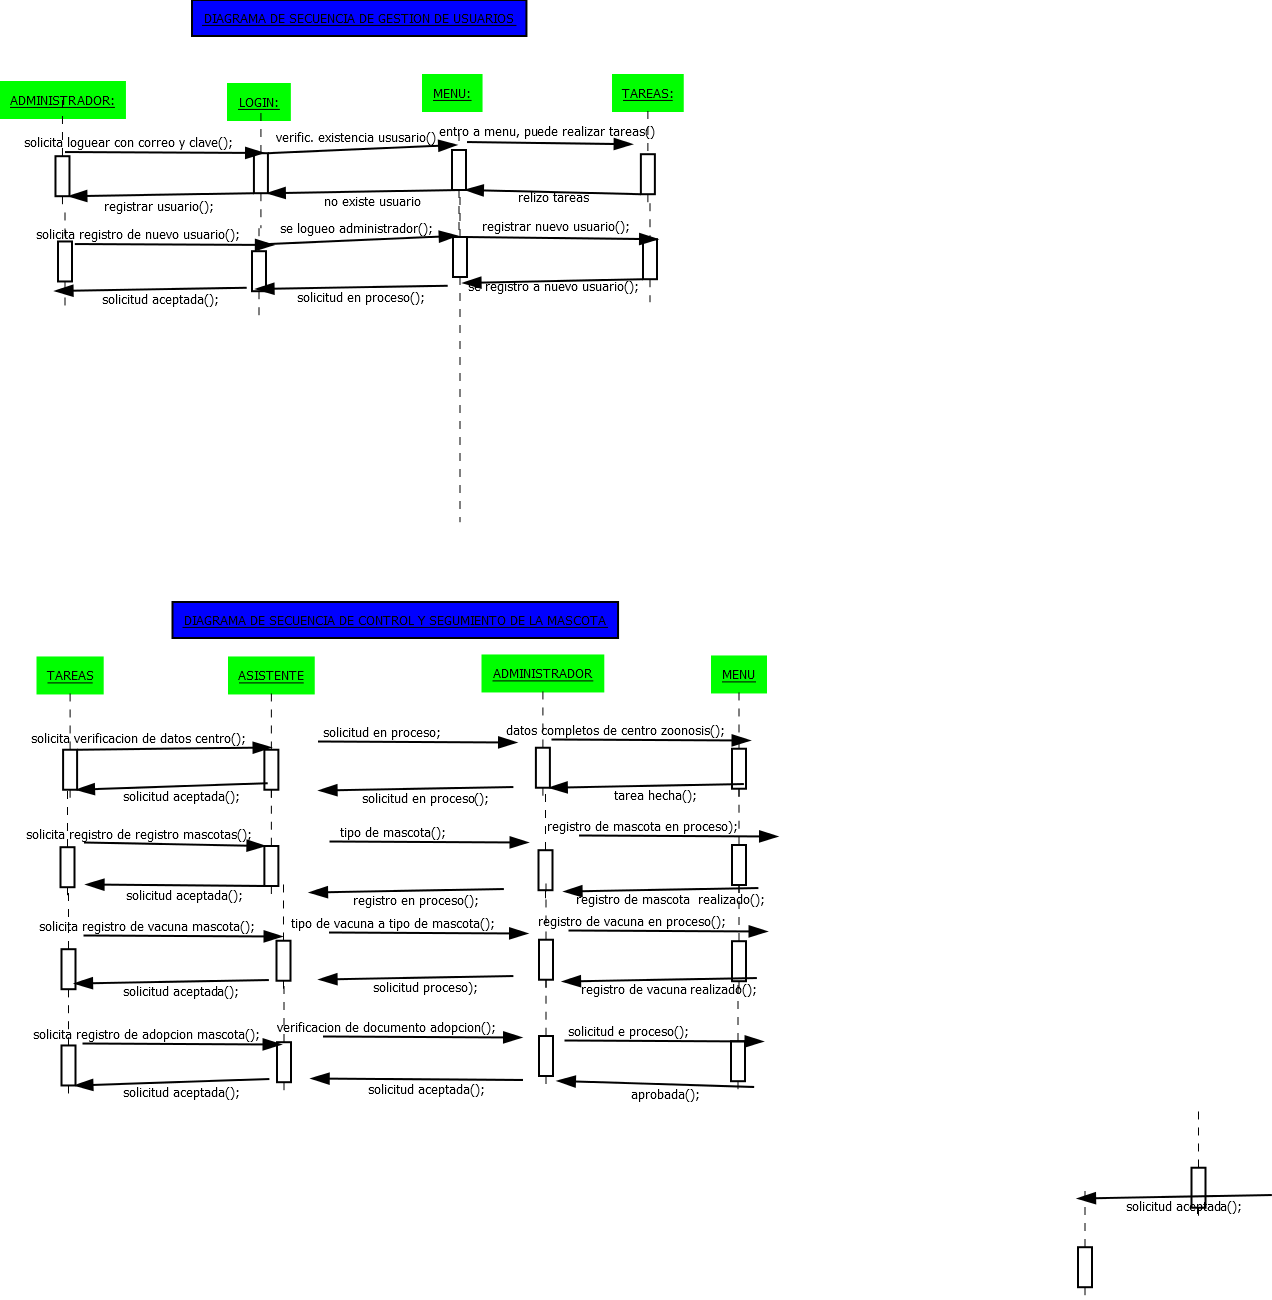 DIAGRAMA DE SECUENCIA DE GESTION DE USUARIOS
ADMINISTRADOR:
LOGIN:
MENU:
TAREAS:
solicita loguear con correo y clave();
verific. existencia ususario()
entro a menu, puede realizar tareas()
registrar usuario();
no existe usuario
relizo tareas
solicita registro de nuevo usuario();
se logueo administrador();
registrar nuevo usuario();
solicitud aceptada();
solicitud en proceso();
se registro a nuevo usuario();
DIAGRAMA DE SECUENCIA DE CONTROL Y SEGUMIENTO DE LA MASCOTA
TAREAS
ASISTENTE
ADMINISTRADOR
MENU
solicita verificacion de datos centro();
solicitud en proceso;
datos completos de centro zoonosis();
solicitud aceptada();
solicitud en proceso();
tarea hecha();
solicita registro de registro mascotas();
tipo de mascota();
registro de mascota en proceso);
solicitud aceptada();
registro en proceso();
registro de mascota  realizado();
solicita registro de vacuna mascota();
tipo de vacuna a tipo de mascota();
registro de vacuna en proceso();
solicitud aceptada();
solicitud proceso);
registro de vacuna realizado();
solicita registro de adopcion mascota();
verificacion de documento adopcion();
solicitud e proceso();
solicitud aceptada();
solicitud aceptada();
aprobada();
solicitud aceptada();